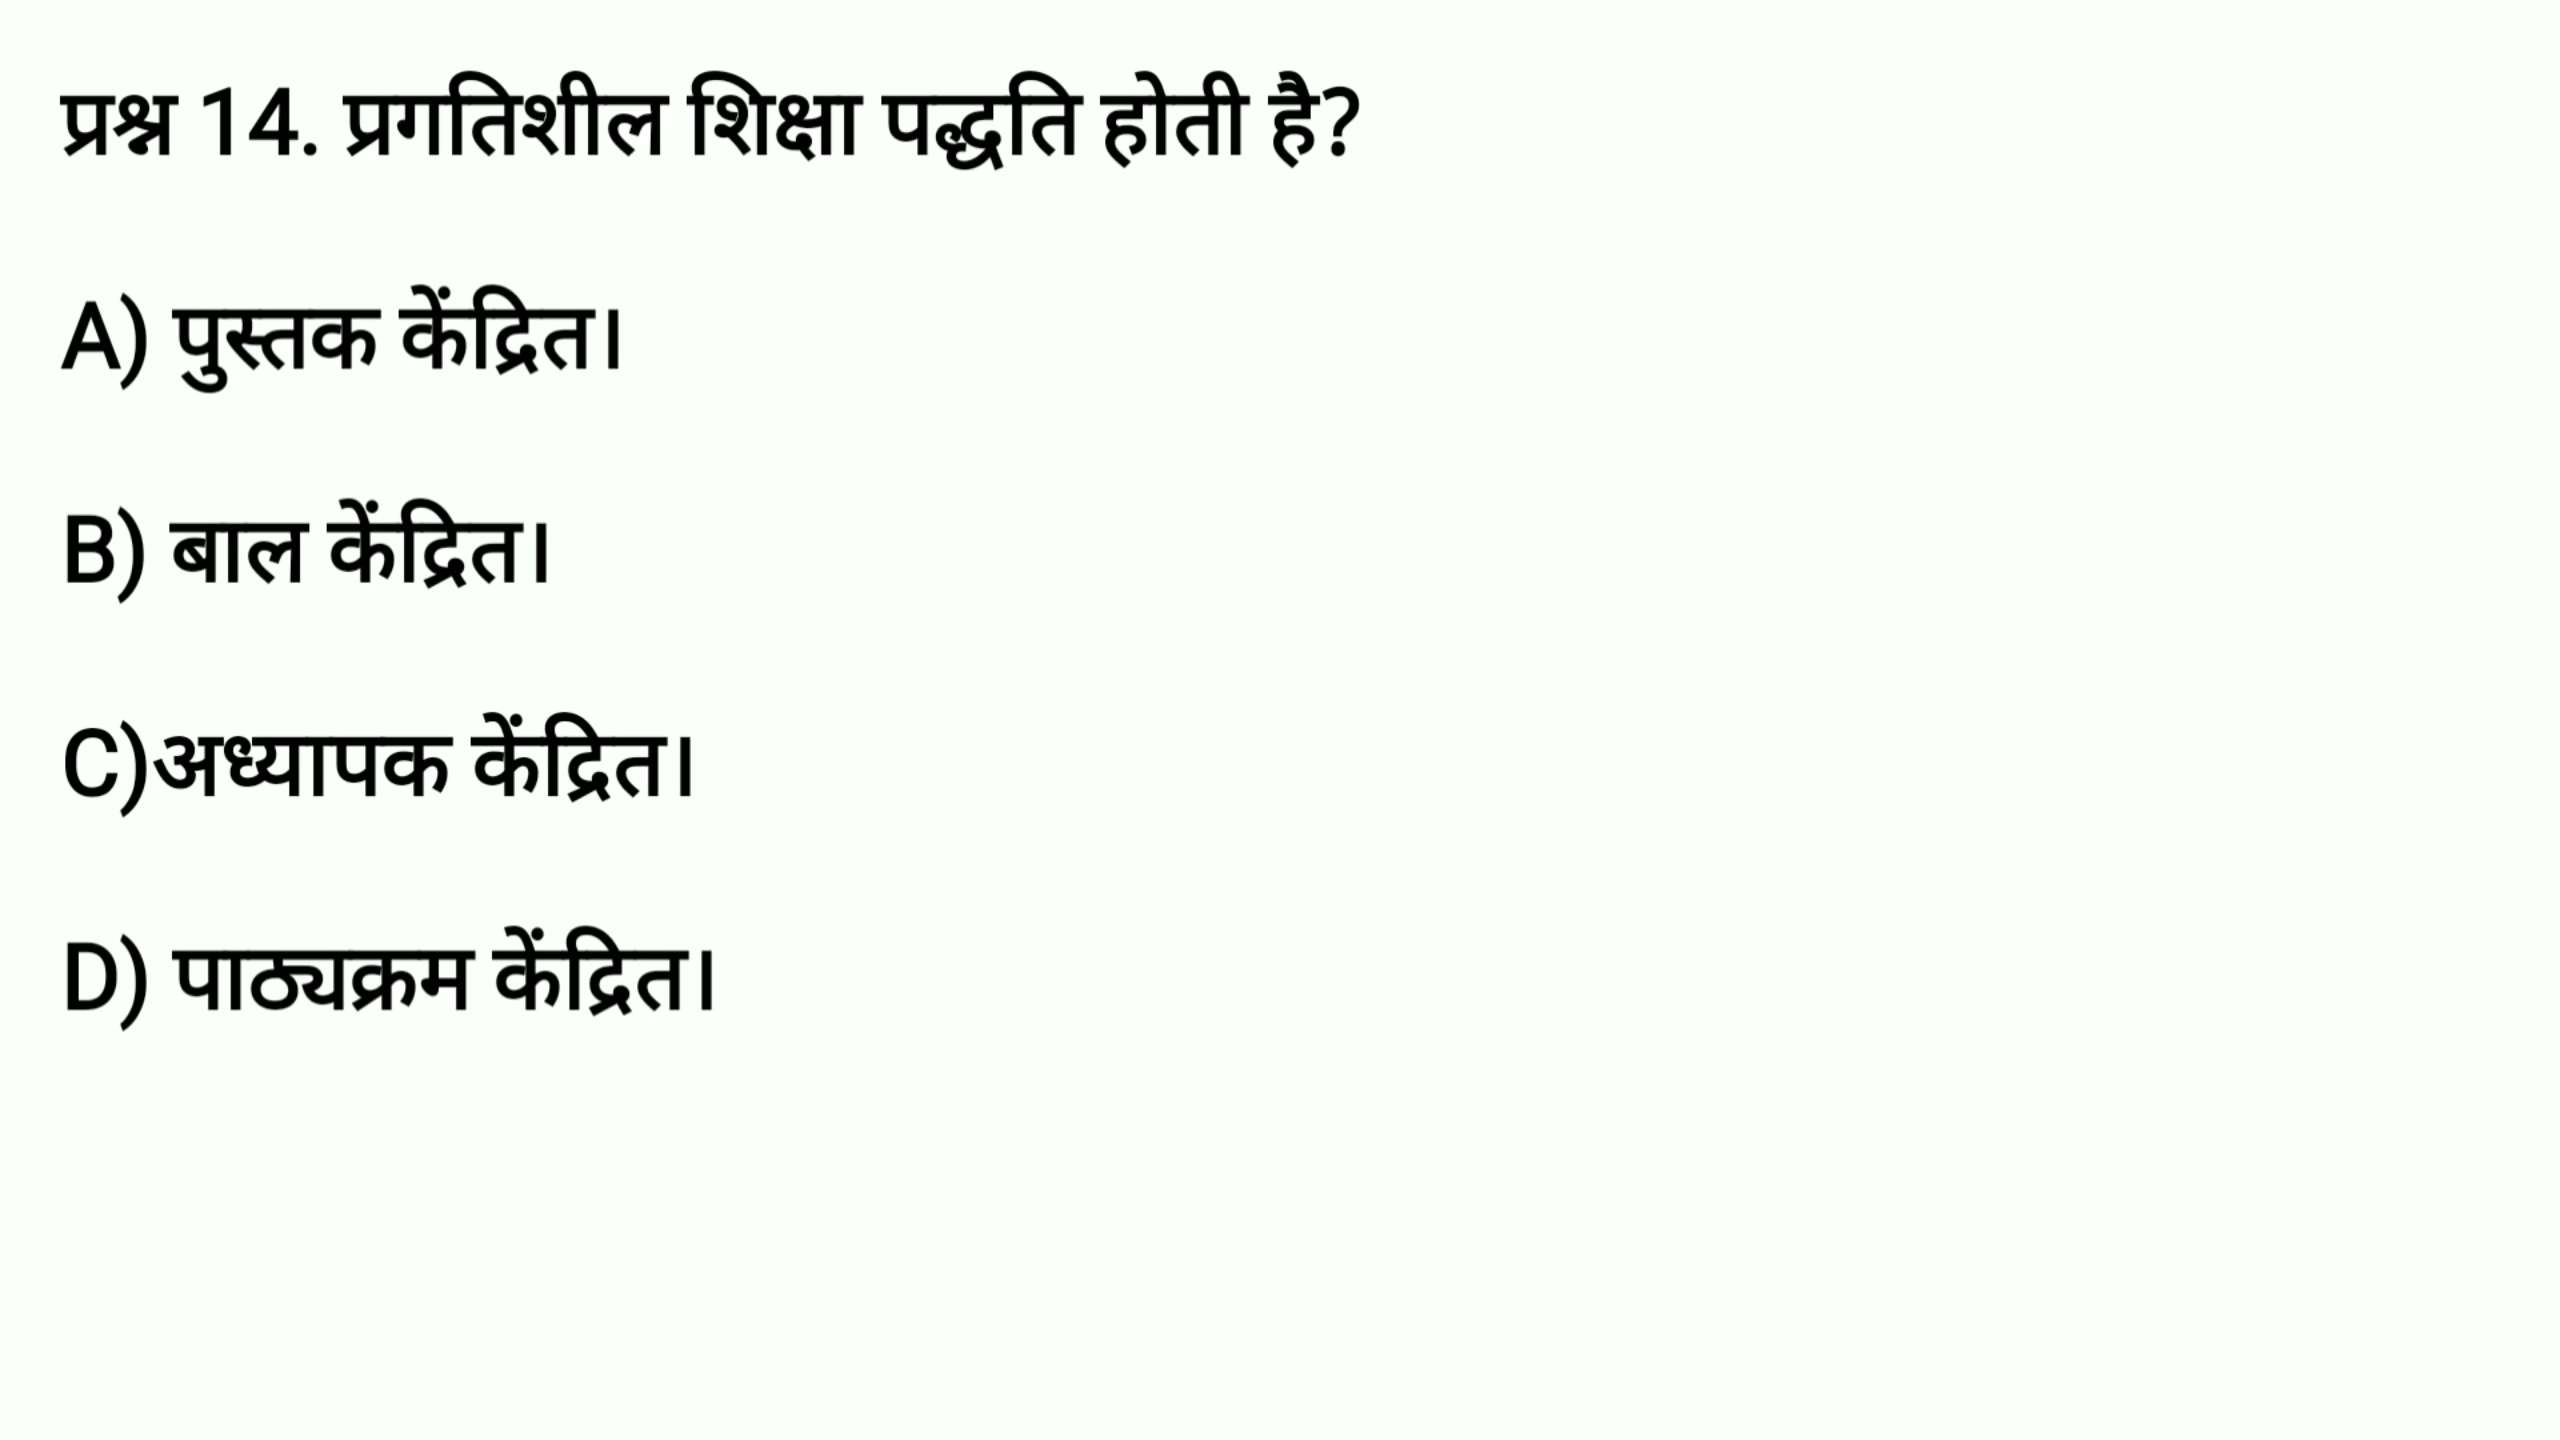 प्रश्न 14. प्रगतिशील शिक्षा पद्धति होती है?
A) पुस्तक केंद्रित।
B) बाल केंद्रित।
C)अध्यापक केंद्रित।
D) पाठ्यक्रम केंद्रित।